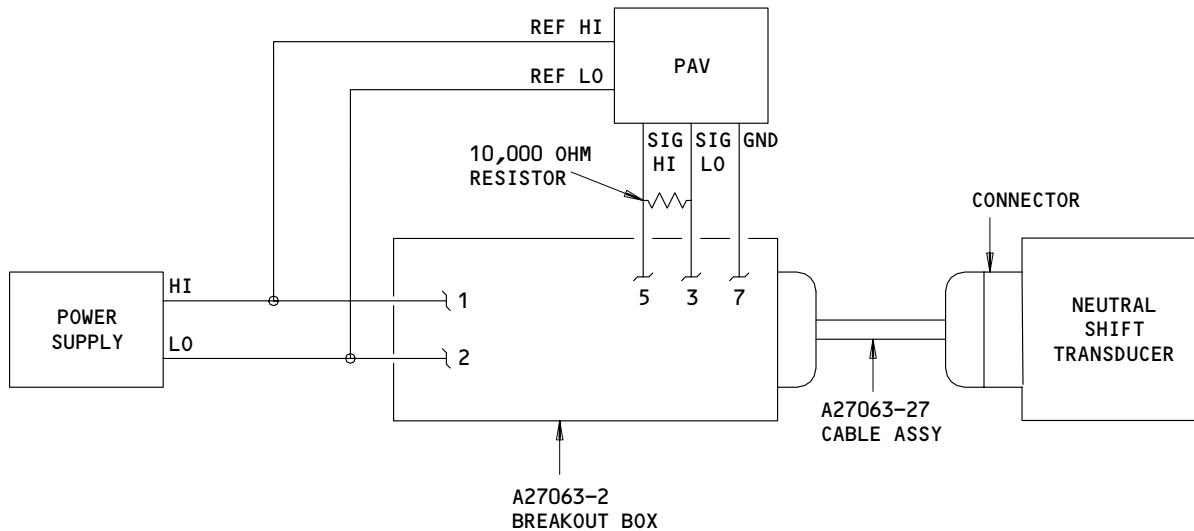 REF HI
REF LO
PAV
SIG HI
SIG LO
GND
10,000 OHM
RESISTOR
CONNECTOR
HI
LO
POWER
SUPPLY
1
2
5 3 7
NEUTRAL
SHIFT
TRANSDUCER
A27063-27
CABLE ASSY
A27063-2
BREAKOUT BOX